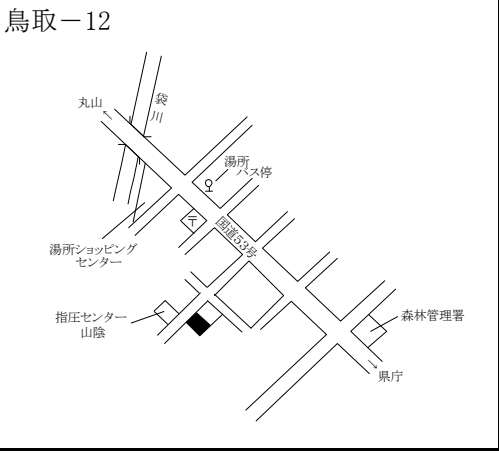 鳥取－12
丸山
袋
川
湯所
バス停
〒
国道53号
湯所ショッピング
センター
指圧センター
山陰
森林管理署
県庁